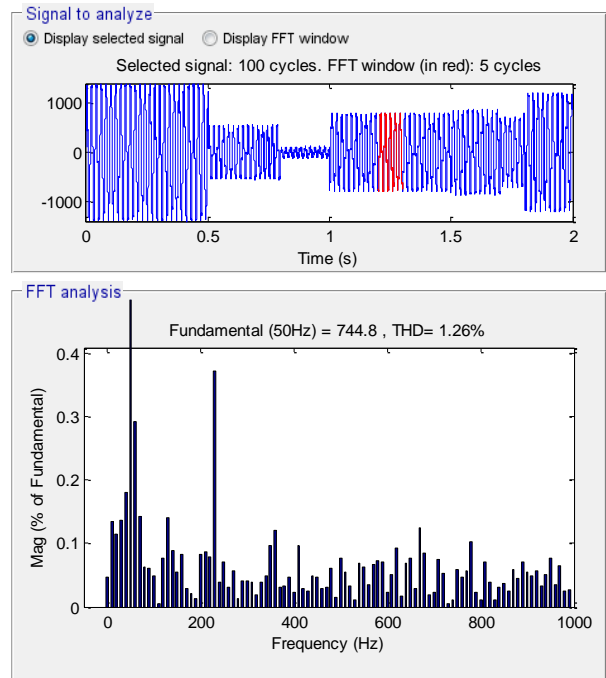 Signal to analyze
Display selected signal Display FFT window
Selected signal: 100 cycles. FFT window (in red): 5 cycles
1000
0
-1000
0 0.5 1 1.5 2
Time (s)
FFT analysis
Fundamental (50Hz) = 744.8 , THD= 1.26%
0.4
0.3
0.2
0.1
0
Mag (% of Fundamental)
0 200 400 600 800 1000
Frequency (Hz)